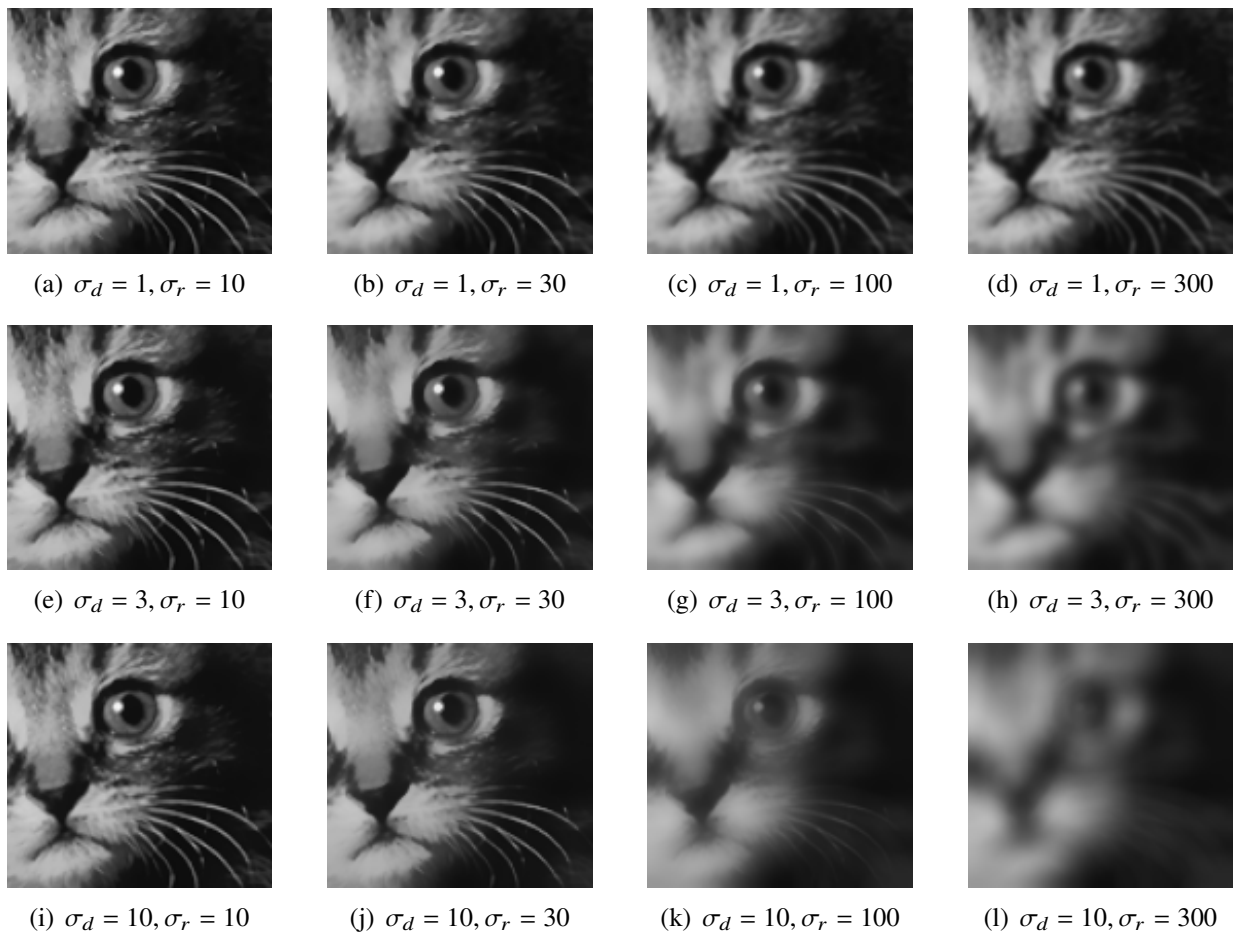 (a) σ_d = 1, σ_r = 10
(b) σ_d = 1, σ_r = 30
(c) σ_d = 1, σ_r = 100
(d) σ_d = 1, σ_r = 300
(e) σ_d = 3, σ_r = 10
(f) σ_d = 3, σ_r = 30
(g) σ_d = 3, σ_r = 100
(h) σ_d = 3, σ_r = 300
(i) σ_d = 10, σ_r = 10
(j) σ_d = 10, σ_r = 30
(k) σ_d = 10, σ_r = 100
(l) σ_d = 10, σ_r = 300